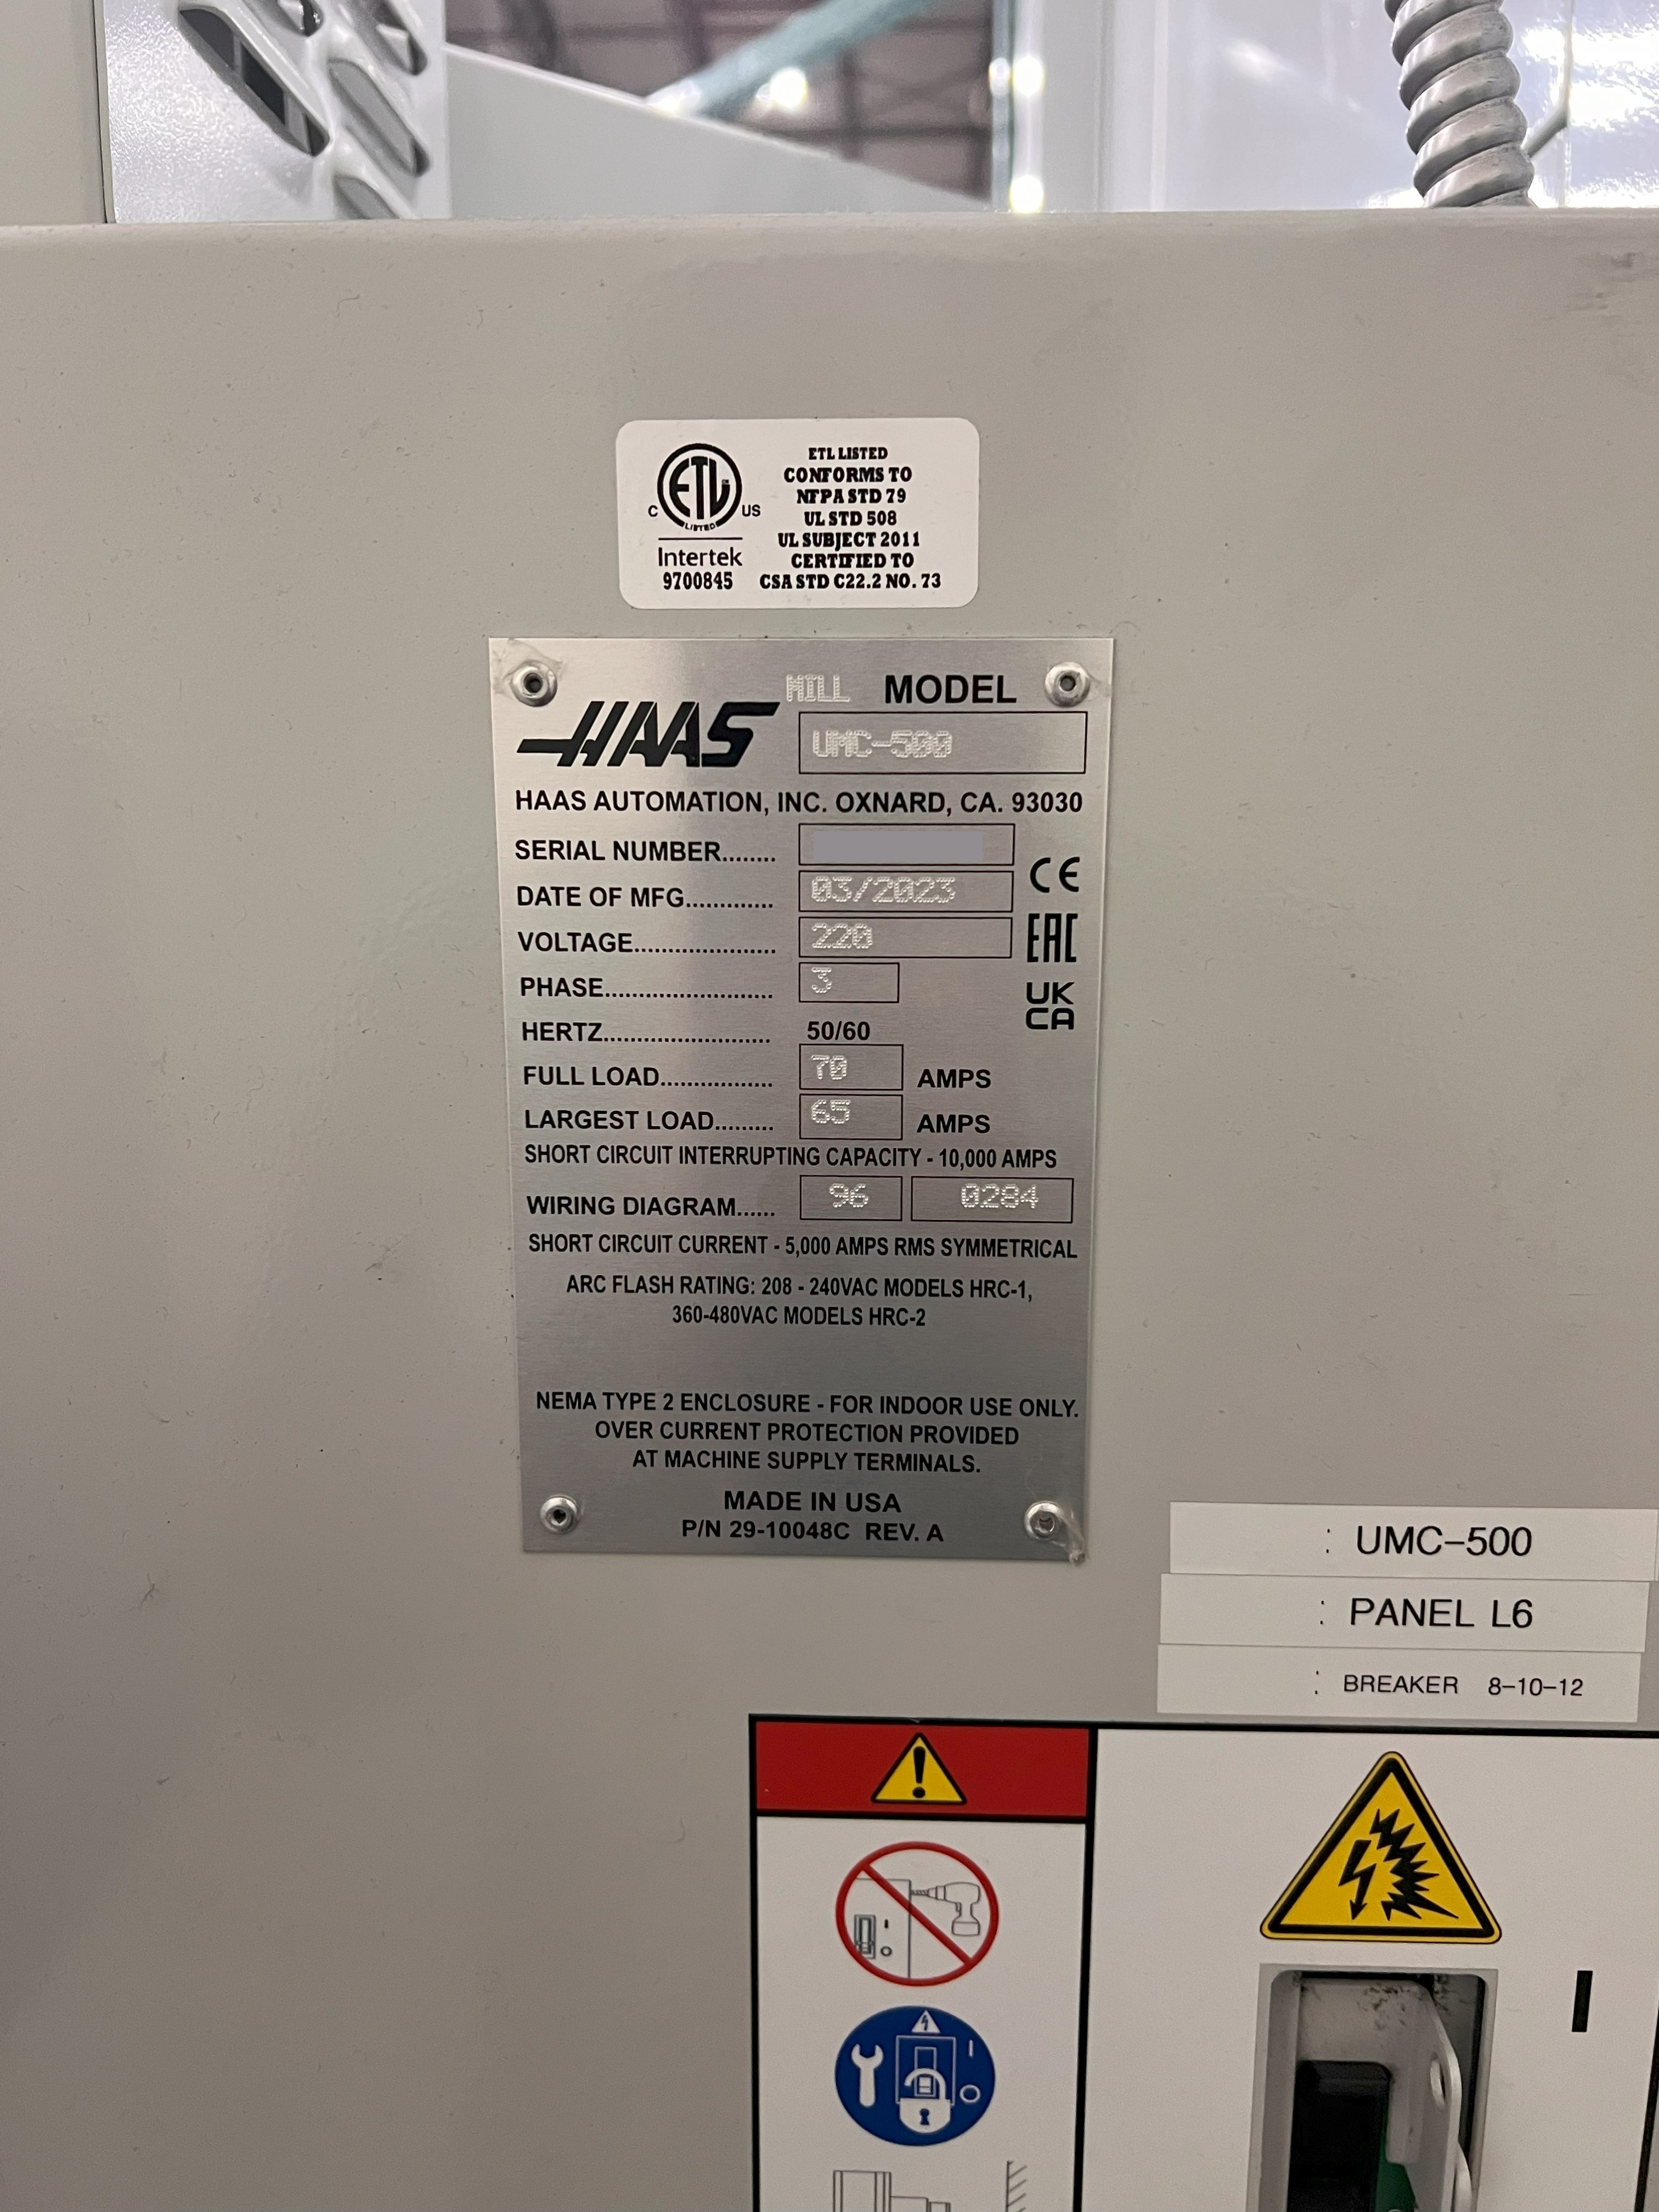 ETL LISTED
CONFORMS TO
NFPA STD 79
UL STD 508
UL SUBJECT 2011
CERTIFIED TO
CSA STD C22.2 NO. 73
C ETL US
LISTED
Intertek
9700845
MILL MODEL
HAAS UMC-500
HAAS AUTOMATION, INC. OXNARD, CA. 93030
SERIAL NUMBER........
DATE OF MFG............. 03/2023
VOLTAGE..................... 220
PHASE......................... 3
HERTZ......................... 50/60
FULL LOAD................. 70 AMPS
LARGEST LOAD......... 65 AMPS
CE
EAC
UK
CA
SHORT CIRCUIT INTERRUPTING CAPACITY - 10,000 AMPS
WIRING DIAGRAM...... 96 0284
SHORT CIRCUIT CURRENT - 5,000 AMPS RMS SYMMETRICAL
ARC FLASH RATING: 208 - 240VAC MODELS HRC-1,
360-480VAC MODELS HRC-2
NEMA TYPE 2 ENCLOSURE - FOR INDOOR USE ONLY.
OVER CURRENT PROTECTION PROVIDED
AT MACHINE SUPPLY TERMINALS.
MADE IN USA
P/N 29-10048C REV. A
: UMC-500
: PANEL L6
: BREAKER 8-10-12
I